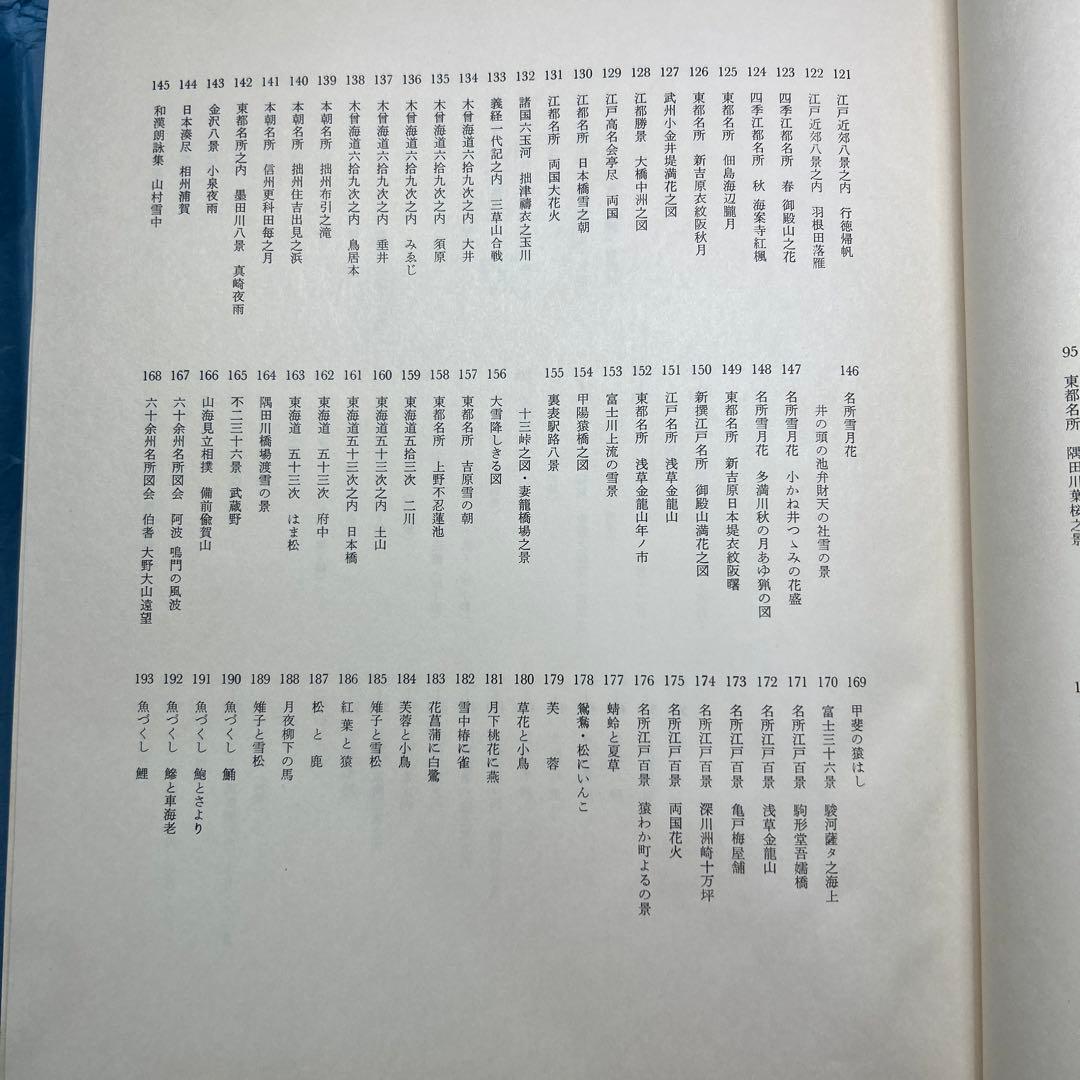 121 江戸近郊八景之内 行徳帰帆
122 江戸近郊八景之内 羽根田落雁
123 四季江都名所 春 御殿山之花
124 四季江都名所 秋 海案寺紅楓
125 東都名所 佃島海辺朧月
126 東都名所 新吉原衣紋阪秋月
127 武州小金井堤満花之図
128 江都勝景 大橋中洲之図
129 江戸高名会亭尽 両国
130 江都名所 日本橋雪之朝
131 江都名所 両国大花火
132 諸国六玉河 拙津擣衣之玉川
133 義経一代記之内 三草山合戦
134 木曾海道六拾九次之内 大井
135 木曾海道六拾九次之内 須原
136 木曾海道六拾九次之内 みゑじ
137 木曾海道六拾九次之内 垂井
138 木曾海道六拾九次之内 鳥居本
139 本朝名所 拙州布引之滝
140 本朝名所 拙州住吉出見之浜
141 本朝名所 信州更科田毎之月
142 東都名所之内 墨田川八景 真崎夜雨
143 金沢八景 小泉夜雨
144 日本湊尽 相州浦賀
145 和漢朗詠集 山村雪中
146 名所雪月花
井の頭の池弁財天の社雪の景
147 名所雪月花 小かね井つゝみの花盛
148 名所雪月花 多満川秋の月あゆ猟の図
149 東都名所 新吉原日本堤衣紋阪曙
150 新撰江戸名所 御殿山満花之図
151 江戸名所 浅草金龍山
152 東都名所 浅草金龍山年ノ市
153 富士川上流の雪景
154 甲陽猿橋之図
155 裏表駅路八景
十三峠之図・妻籠橋場之景
156 大雪降しきる図
157 東都名所 吉原雪の朝
158 東都名所 上野不忍蓮池
159 東海道五拾三次 二川
160 東海道五十三次之内 土山
161 東海道五十三次之内 日本橋
162 東海道 五十三次 府中
163 東海道 五十三次 はま松
164 隅田川橋場渡雪の景
165 不二三十六景 武蔵野
166 山海見立相撲 備前偸賀山
167 六十余州名所図会 阿波 鳴門の風波
168 六十余州名所図会 伯耆 大野大山遠望
169 甲斐の猿はし
170 富士三十六景 駿河薩タ之海上
171 名所江戸百景 駒形堂吾嬬橋
172 名所江戸百景 浅草金龍山
173 名所江戸百景 亀戸梅屋舗
174 名所江戸百景 深川洲崎十万坪
175 名所江戸百景 両国花火
176 名所江戸百景 猿わか町よるの景
177 蜻蛉と夏草
178 鴛鴦・松にいんこ
179 芙蓉
180 草花と小鳥
181 月下桃花に燕
182 雪中椿に雀
183 花菖蒲に白鷺
184 芙蓉と小鳥
185 雉子と雪松
186 紅葉と猿
187 松と鹿
188 月夜柳下の馬
189 雉子と雪松
190 魚づくし 鯒
191 魚づくし 鮑とさより
192 魚づくし 鰺と車海老
193 魚づくし 鯉
95 東都名所 隅田川葉桜之景
1